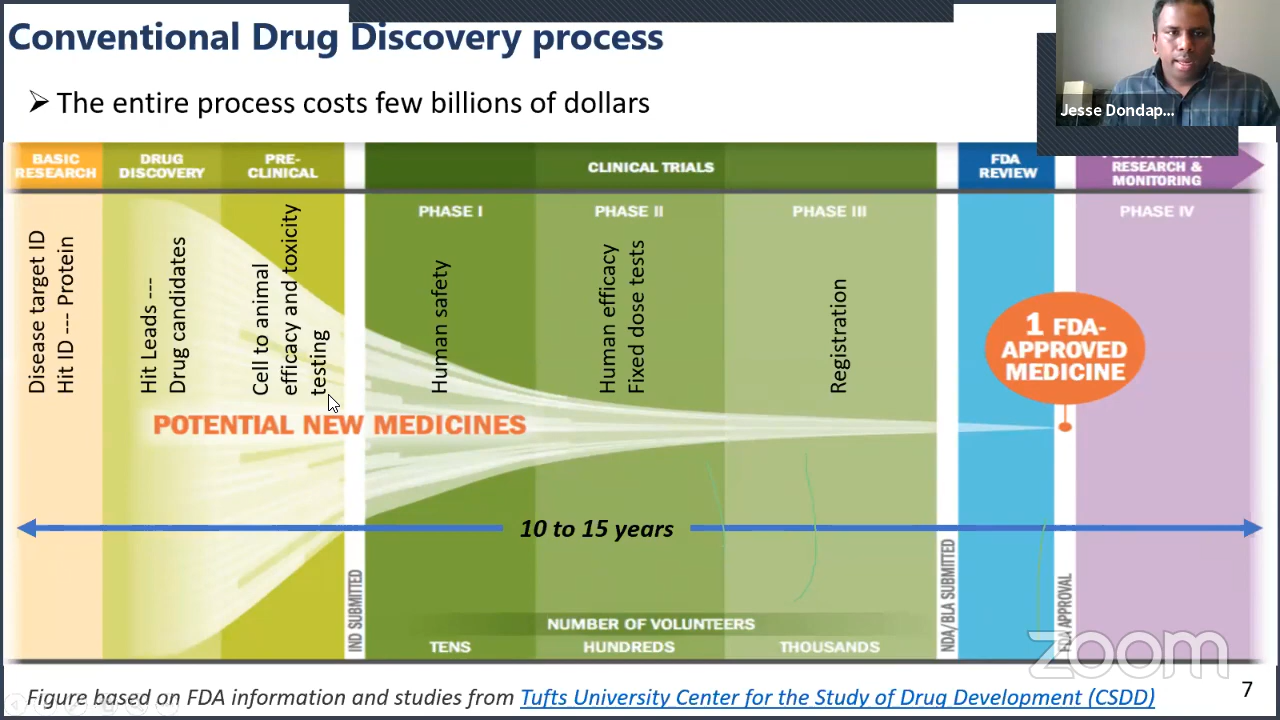 Conventional Drug Discovery process
Jesse Dondap...
➢ The entire process costs few billions of dollars
BASIC
RESEARCH
DRUG
DISCOVERY
PRE-
CLINICAL
CLINICAL TRIALS
FDA
REVIEW
RESEARCH &
MONITORING
PHASE I
PHASE II
PHASE III
PHASE IV
Disease target ID
Hit ID --- Protein
Hit Leads ---
Drug candidates
Cell to animal
efficacy and toxicity
testing
Human safety
Human efficacy
Fixed dose tests
Registration
1 FDA-
APPROVED
MEDICINE
POTENTIAL NEW MEDICINES
10 to 15 years
IND SUBMITTED
NDA/BLA SUBMITTED
FDA APPROVAL
NUMBER OF VOLUNTEERS
TENS
HUNDREDS
THOUSANDS
zoom
Figure based on FDA information and studies from Tufts University Center for the Study of Drug Development (CSDD)
7